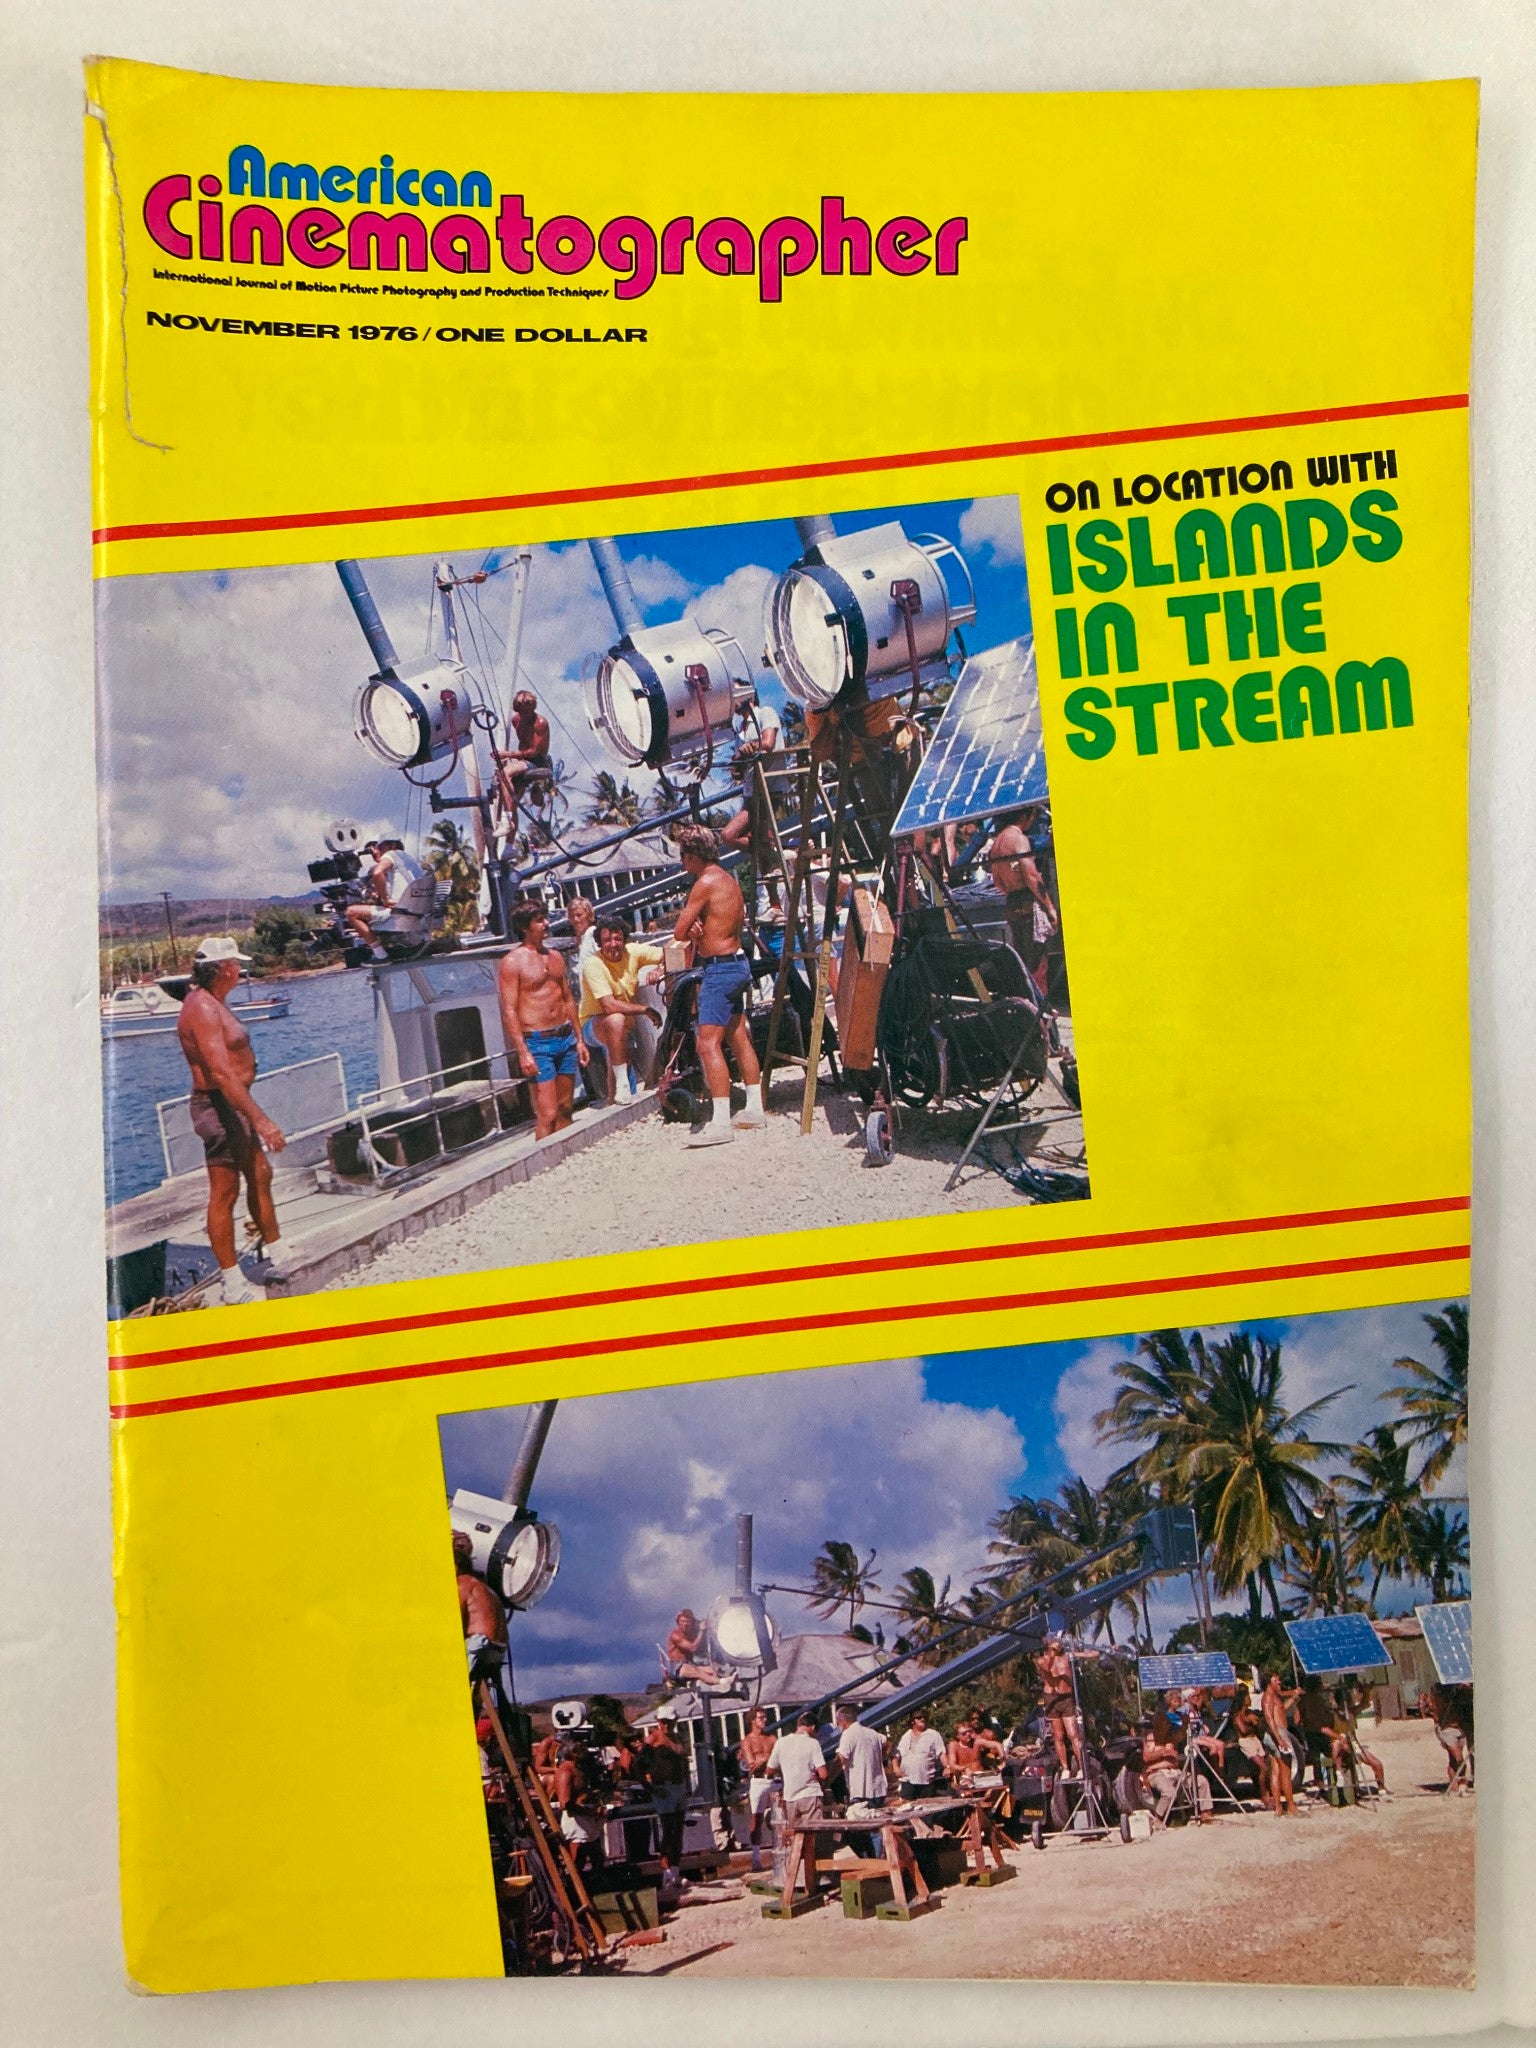 American
Cinematographer
International Journal of Motion Picture Photography and Production Techniques
NOVEMBER 1976 / ONE DOLLAR
ON LOCATION WITH
ISLANDS
IN THE
STREAM